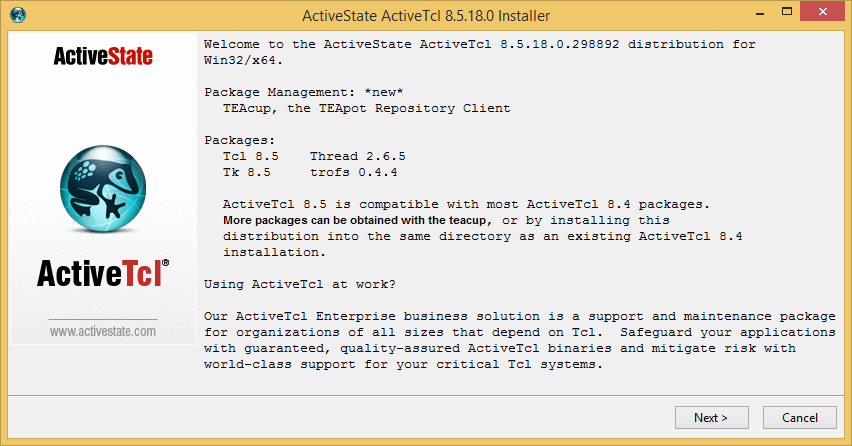 ActiveState ActiveTcl 8.5.18.0 Installer
ActiveState
ActiveTcl®
www.activestate.com
Welcome to the ActiveState ActiveTcl 8.5.18.0.298892 distribution for
Win32/x64.
Package Management: *new*
TEAcup, the TEApot Repository Client
Packages:
Tcl 8.5 Thread 2.6.5
Tk 8.5 trofs 0.4.4
ActiveTcl 8.5 is compatible with most ActiveTcl 8.4 packages.
More packages can be obtained with the teacup, or by installing this
distribution into the same directory as an existing ActiveTcl 8.4
installation.
Using ActiveTcl at work?
Our ActiveTcl Enterprise business solution is a support and maintenance package
for organizations of all sizes that depend on Tcl. Safeguard your applications
with guaranteed, quality-assured ActiveTcl binaries and mitigate risk with
world-class support for your critical Tcl systems.
Next >
Cancel